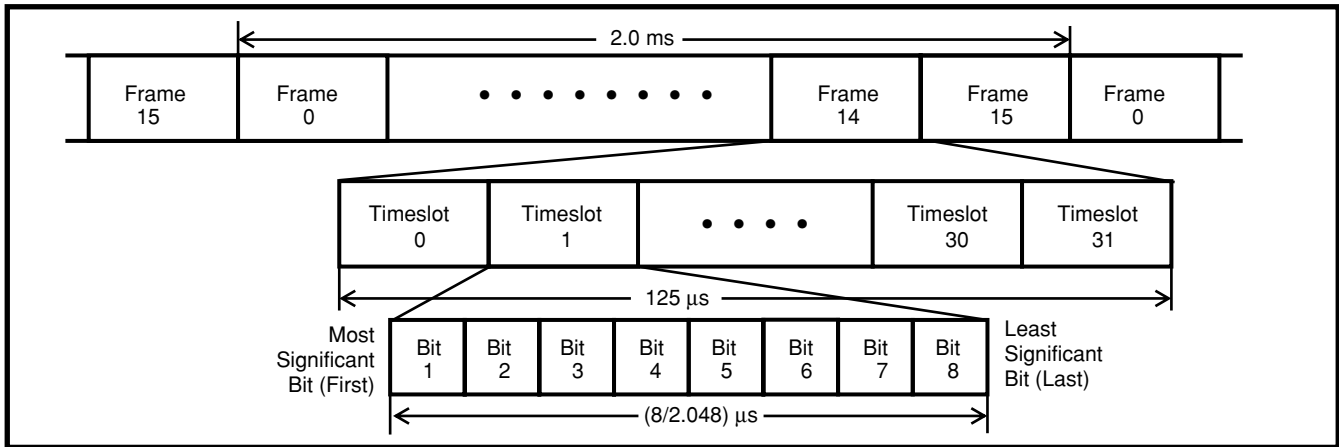 2.0 ms
Frame 15
Frame 0
• • • • • • • •
Frame 14
Frame 15
Frame 0
Timeslot 0
Timeslot 1
• • • •
Timeslot 30
Timeslot 31
125 μs
Most
Significant
Bit (First)
Bit 1
Bit 2
Bit 3
Bit 4
Bit 5
Bit 6
Bit 7
Bit 8
Least
Significant
Bit (Last)
(8/2.048) μs